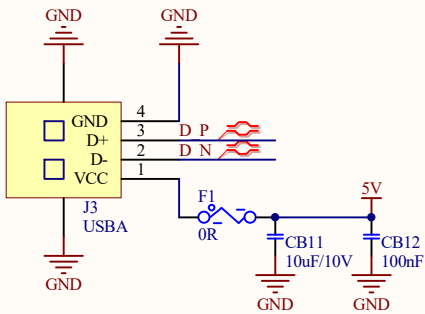 GND GND
GND 4
D+ 3 D P
D- 2 D N
VCC 1
J3
USBA
F1
0R
5V
CB11
10uF/10V
CB12
100nF
GND GND GND